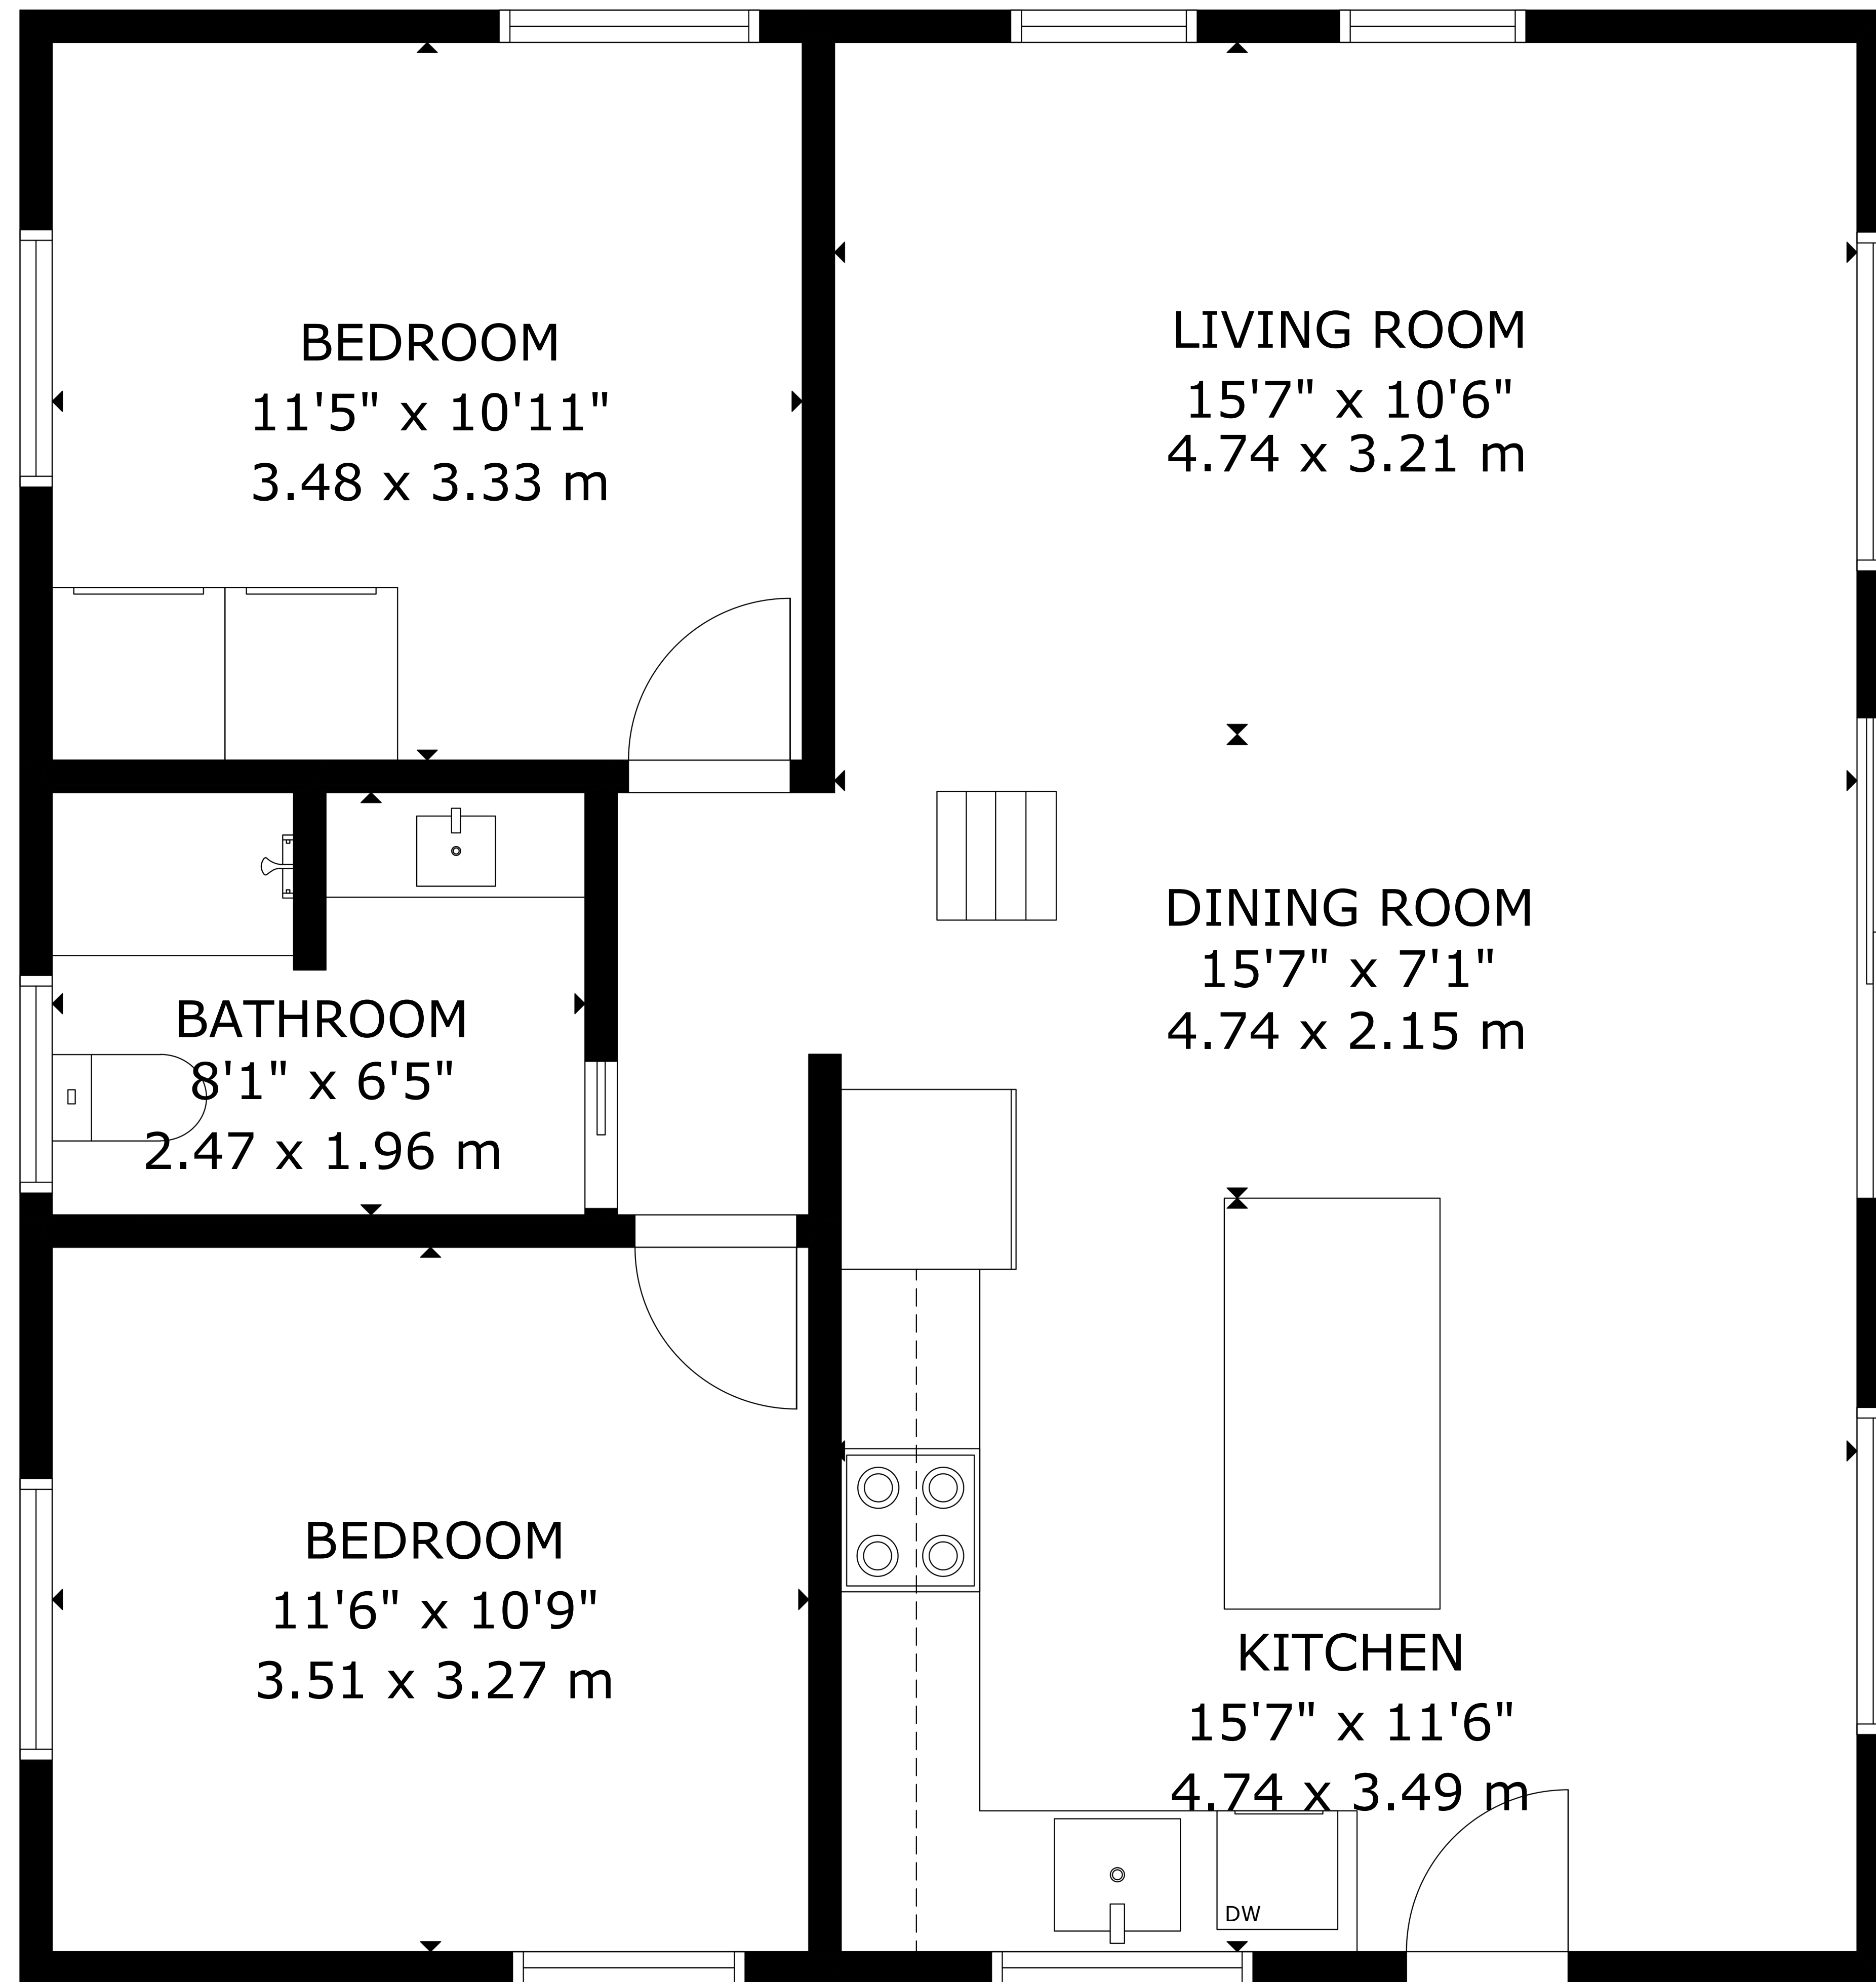 BEDROOM
11'5" x 10'11"
3.48 x 3.33 m
LIVING ROOM
15'7" x 10'6"
4.74 x 3.21 m
DINING ROOM
15'7" x 7'1"
4.74 x 2.15 m
BATHROOM
8'1" x 6'5"
2.47 x 1.96 m
BEDROOM
11'6" x 10'9"
3.51 x 3.27 m
KITCHEN
15'7" x 11'6"
4.74 x 3.49 m
DW